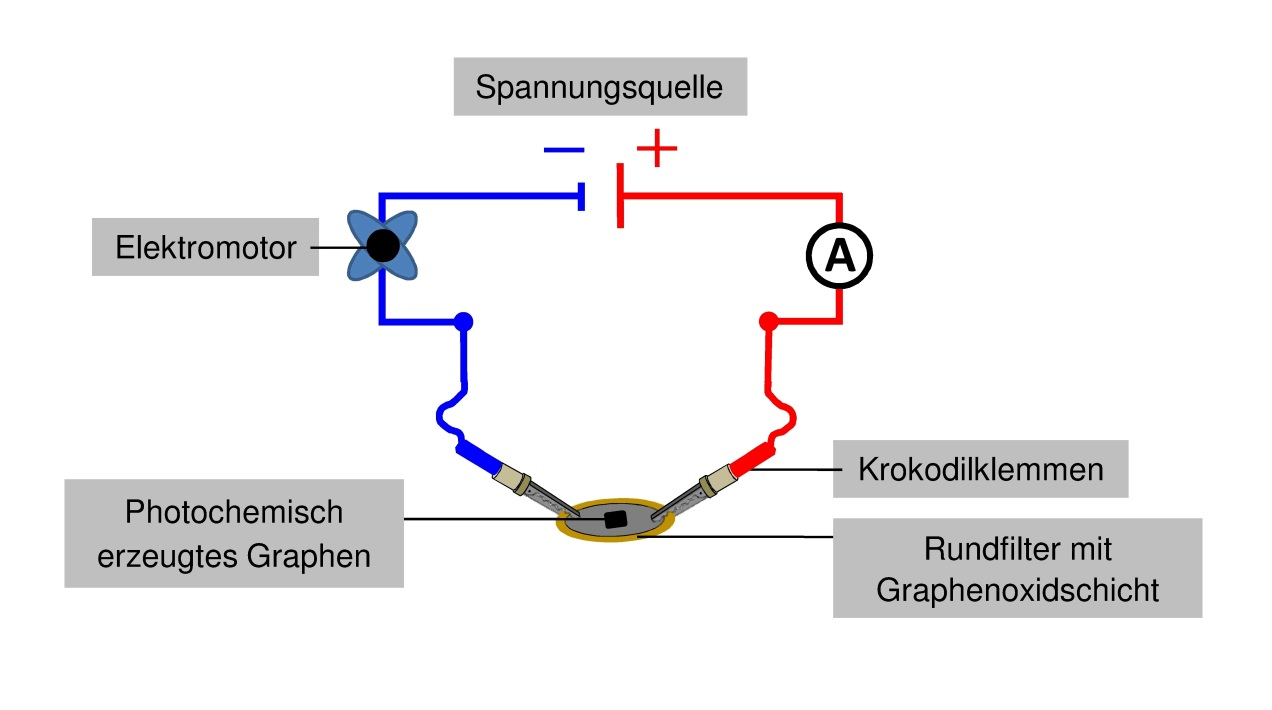 Spannungsquelle
− +
Elektromotor
A
Krokodilklemmen
Photochemisch
erzeugtes Graphen
Rundfilter mit
Graphenoxidschicht